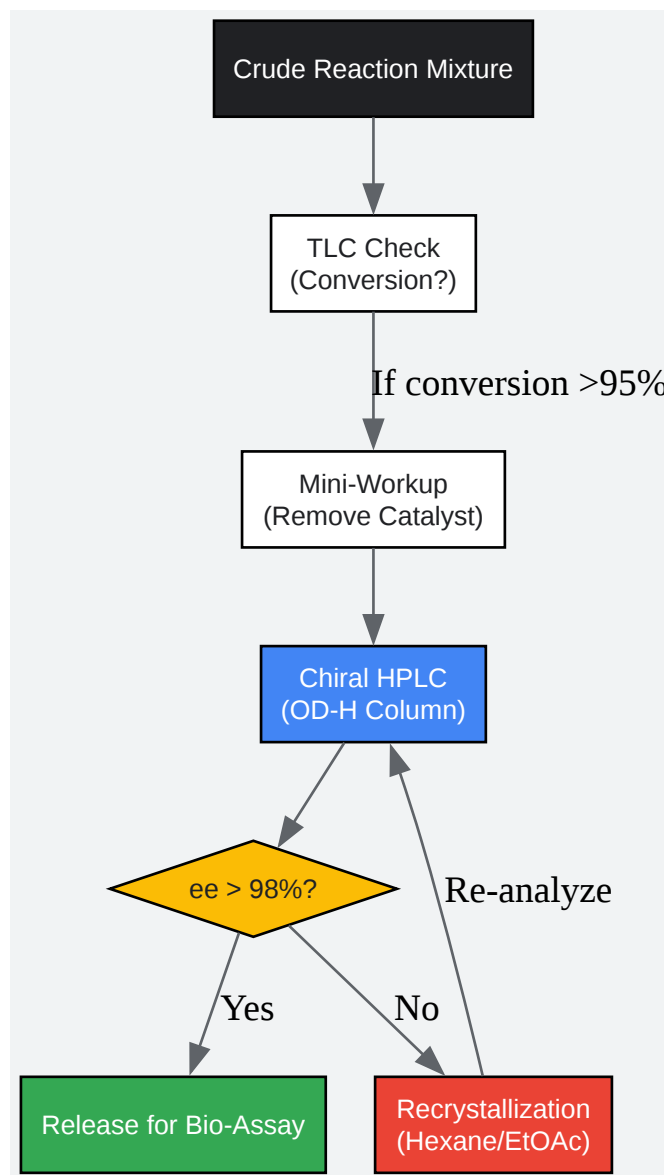 Crude Reaction Mixture
TLC Check
(Conversion?)
If conversion >95%
Mini-Workup
(Remove Catalyst)
Chiral HPLC
(OD-H Column)
ee > 98%?
Re-analyze
Yes
No
Release for Bio-Assay
Recrystallization
(Hexane/EtOAc)